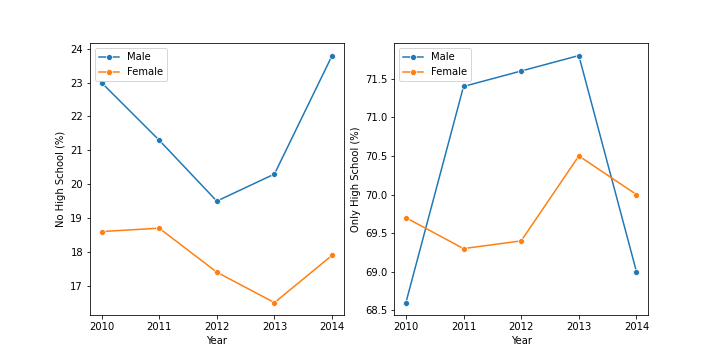 Male
Female
24
23
22
21
20
19
18
17
No High School (%)
2010 2011 2012 2013 2014
Year
Male
Female
71.5
71.0
70.5
70.0
69.5
69.0
68.5
Only High School (%)
2010 2011 2012 2013 2014
Year